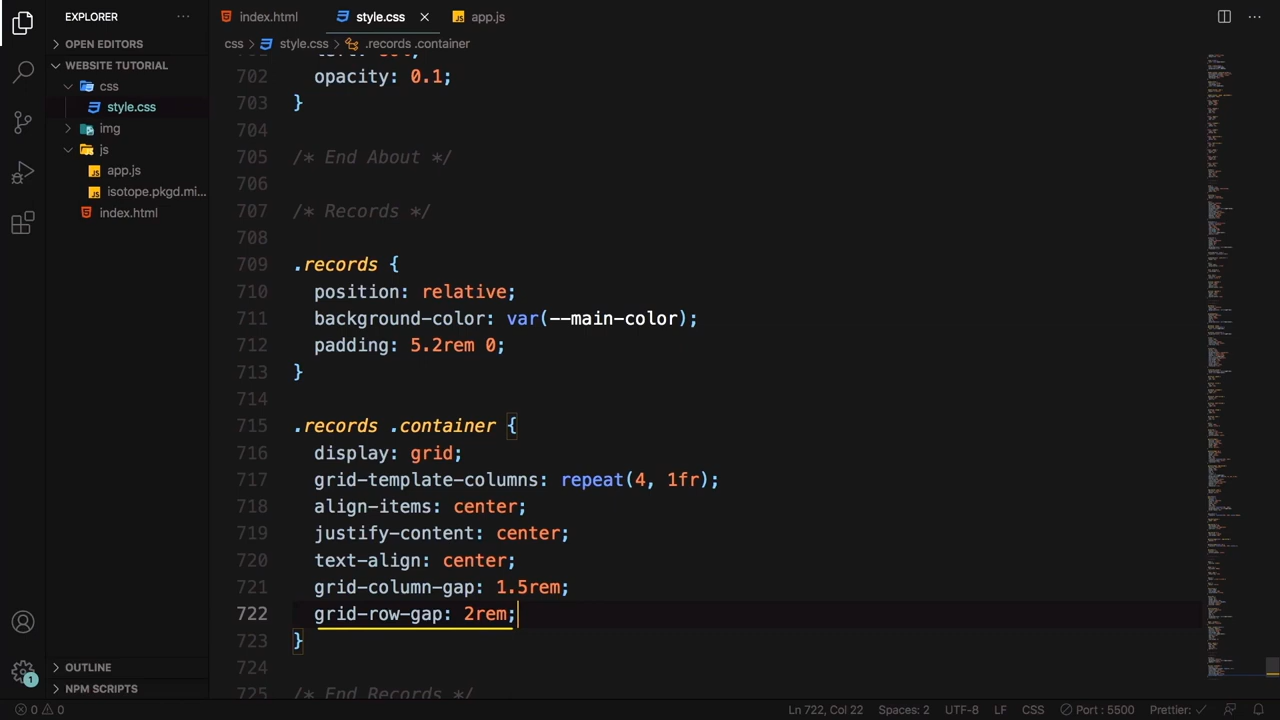 EXPLORER
index.html
style.css
app.js
OPEN EDITORS
css > style.css > .records .container
WEBSITE TUTORIAL
css
style.css
img
js
app.js
isotope.pkgd.mi...
index.html
702 opacity: 0.1;
703 }
704
705 /* End About */
706
707 /* Records */
708
709 .records {
710 position: relative;
711 background-color: var(--main-color);
712 padding: 5.2rem 0;
713 }
714
715 .records .container {
716 display: grid;
717 grid-template-columns: repeat(4, 1fr);
718 align-items: center;
719 justify-content: center;
720 text-align: center;
721 grid-column-gap: 1.5rem;
722 grid-row-gap: 2rem;
723 }
724
725 /* End Records */
OUTLINE
NPM SCRIPTS
1
0 0
Ln 722, Col 22
Spaces: 2
UTF-8
LF
CSS
Port : 5500
Prettier: ✓